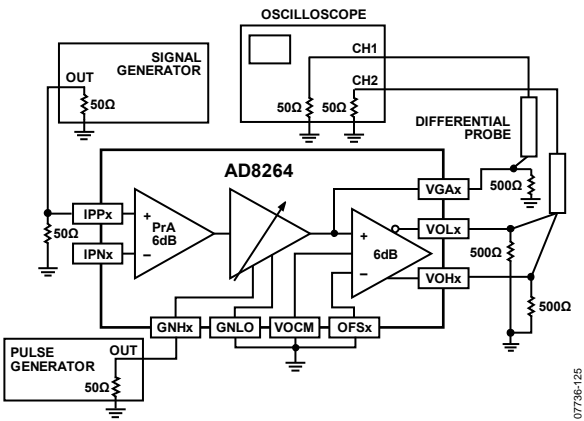 OSCILLOSCOPE
SIGNAL
GENERATOR
OUT
50Ω
CH1
CH2
50Ω
50Ω
DIFFERENTIAL
PROBE
AD8264
VGAx
500Ω
IPPx
50Ω
IPNx
+
PrA
6dB
–
+
6dB
–
VOLx
500Ω
VOHx
500Ω
GNHx
GNLO
VOCM
OFSx
PULSE
GENERATOR
OUT
50Ω
07736-125